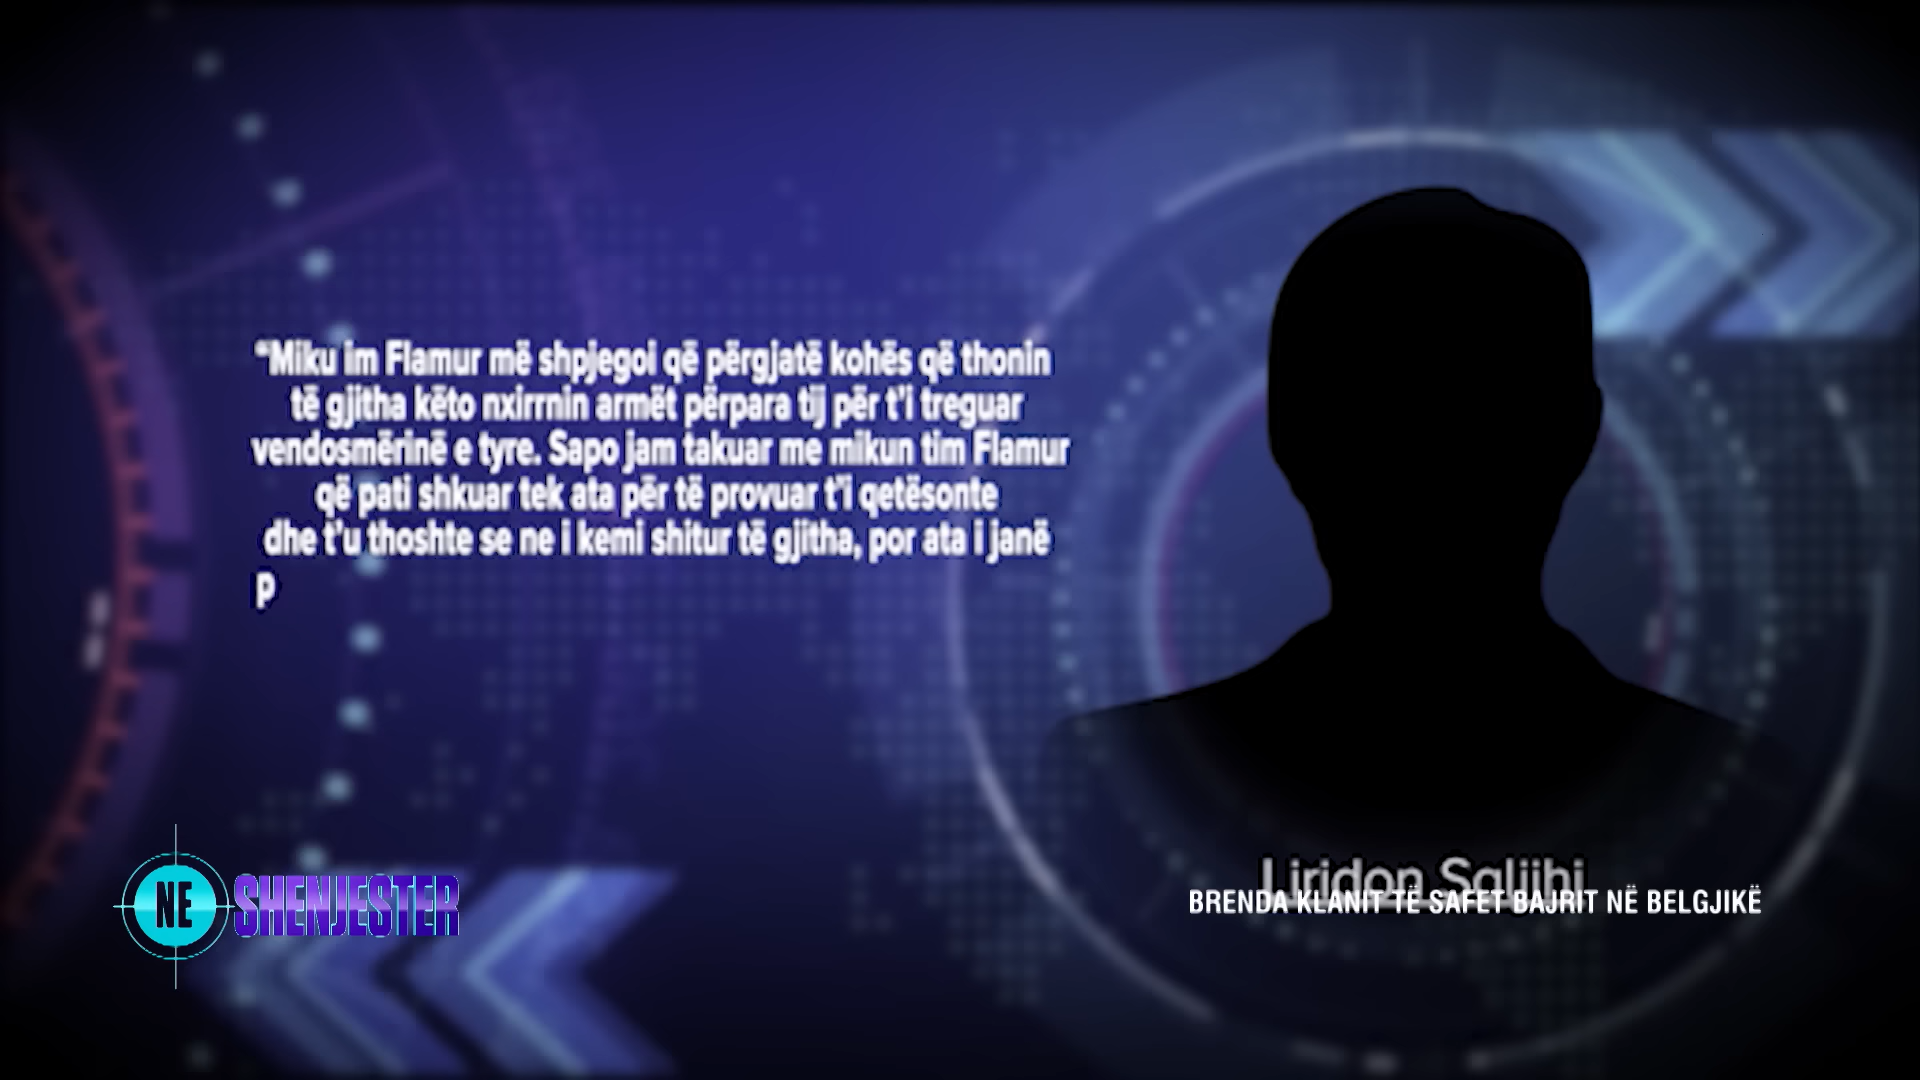 “Miku im Flamur më shpjegoi që përgjatë kohës që thonin
të gjitha këto nxirrnin armët përpara tij për t’i treguar
vendosmërinë e tyre. Sapo jam takuar me mikun tim Flamur
që pati shkuar tek ata për të provuar t’i qetësonte
dhe t’u thoshte se ne i kemi shitur të gjitha, por ata i janë
p
Liridon
BRENDA KLANIT TË SAFET BAJRIT NË BELGJIKË
NE SHENJESTER